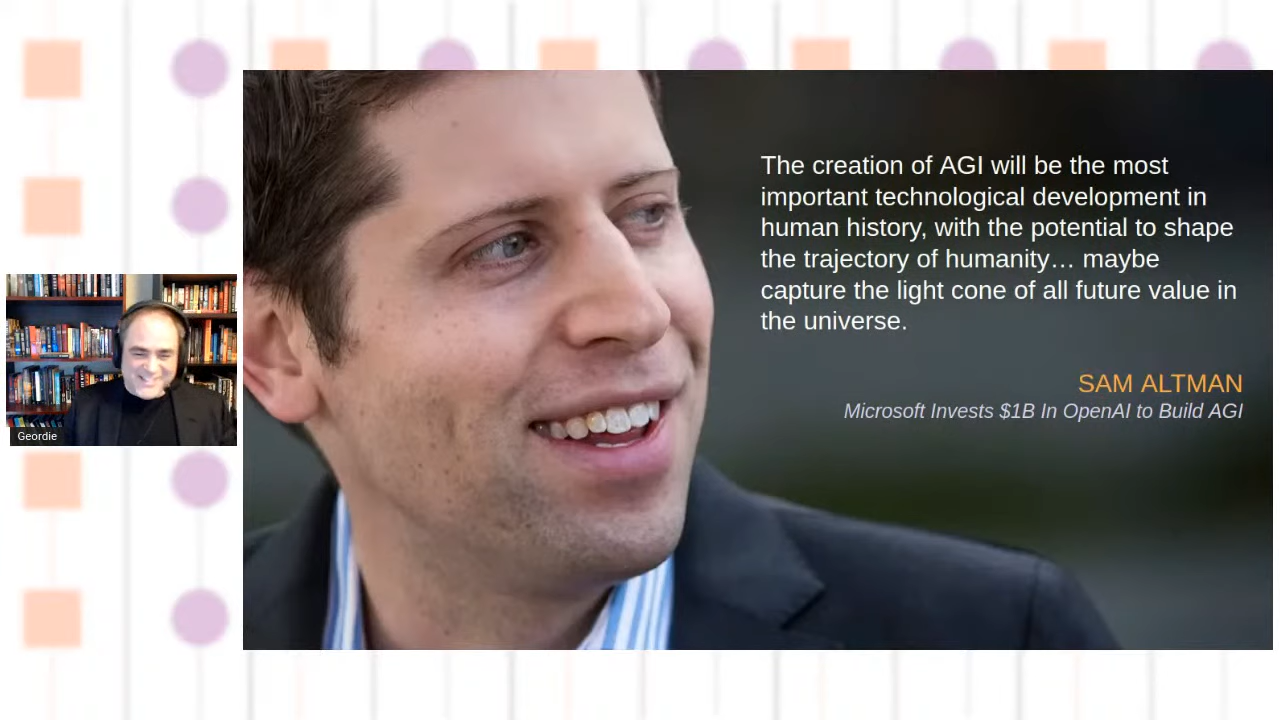 The creation of AGI will be the most
important technological development in
human history, with the potential to shape
the trajectory of humanity… maybe
capture the light cone of all future value in
the universe.
SAM ALTMAN
Microsoft Invests $1B In OpenAI to Build AGI
Geordie